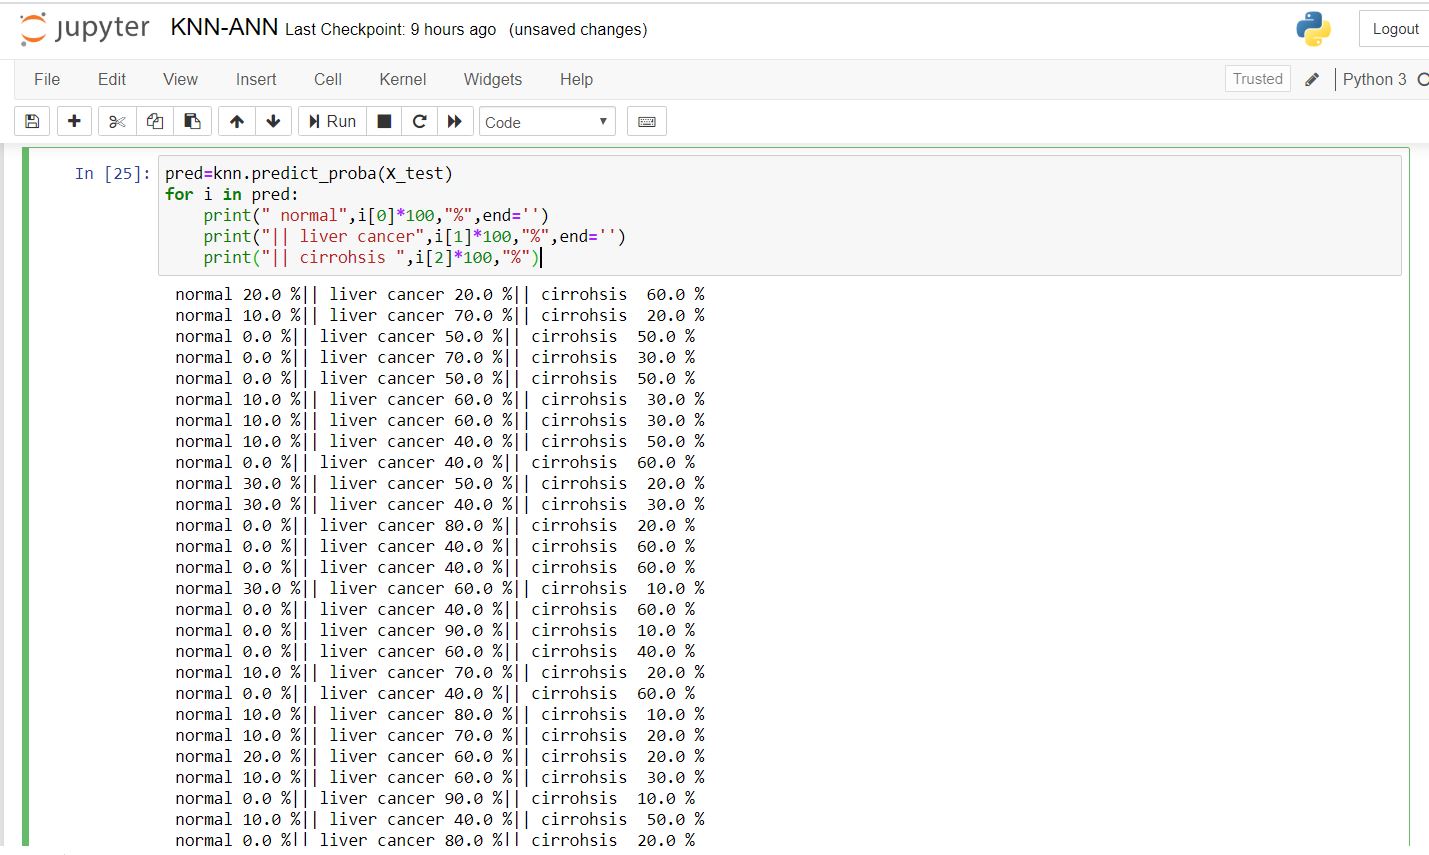 jupyter KNN-ANN Last Checkpoint: 9 hours ago (unsaved changes) Logout
File Edit View Insert Cell Kernel Widgets Help Trusted Python 3
Run Code
In [25]: pred=knn.predict_proba(X_test)
for i in pred:
    print(" normal",i[0]*100,"%",end='')
    print("|| liver cancer",i[1]*100,"%",end='')
    print("|| cirrohsis ",i[2]*100,"%")
normal 20.0 %|| liver cancer 20.0 %|| cirrohsis  60.0 %
normal 10.0 %|| liver cancer 70.0 %|| cirrohsis  20.0 %
normal 0.0 %|| liver cancer 50.0 %|| cirrohsis  50.0 %
normal 0.0 %|| liver cancer 70.0 %|| cirrohsis  30.0 %
normal 0.0 %|| liver cancer 50.0 %|| cirrohsis  50.0 %
normal 10.0 %|| liver cancer 60.0 %|| cirrohsis  30.0 %
normal 10.0 %|| liver cancer 60.0 %|| cirrohsis  30.0 %
normal 10.0 %|| liver cancer 40.0 %|| cirrohsis  50.0 %
normal 0.0 %|| liver cancer 40.0 %|| cirrohsis  60.0 %
normal 30.0 %|| liver cancer 50.0 %|| cirrohsis  20.0 %
normal 30.0 %|| liver cancer 40.0 %|| cirrohsis  30.0 %
normal 0.0 %|| liver cancer 80.0 %|| cirrohsis  20.0 %
normal 0.0 %|| liver cancer 40.0 %|| cirrohsis  60.0 %
normal 0.0 %|| liver cancer 40.0 %|| cirrohsis  60.0 %
normal 30.0 %|| liver cancer 60.0 %|| cirrohsis  10.0 %
normal 0.0 %|| liver cancer 40.0 %|| cirrohsis  60.0 %
normal 0.0 %|| liver cancer 90.0 %|| cirrohsis  10.0 %
normal 0.0 %|| liver cancer 60.0 %|| cirrohsis  40.0 %
normal 10.0 %|| liver cancer 70.0 %|| cirrohsis  20.0 %
normal 0.0 %|| liver cancer 40.0 %|| cirrohsis  60.0 %
normal 10.0 %|| liver cancer 80.0 %|| cirrohsis  10.0 %
normal 10.0 %|| liver cancer 70.0 %|| cirrohsis  20.0 %
normal 20.0 %|| liver cancer 60.0 %|| cirrohsis  20.0 %
normal 10.0 %|| liver cancer 60.0 %|| cirrohsis  30.0 %
normal 0.0 %|| liver cancer 90.0 %|| cirrohsis  10.0 %
normal 10.0 %|| liver cancer 40.0 %|| cirrohsis  50.0 %
normal 0.0 %|| liver cancer 80.0 %|| cirrohsis  20.0 %